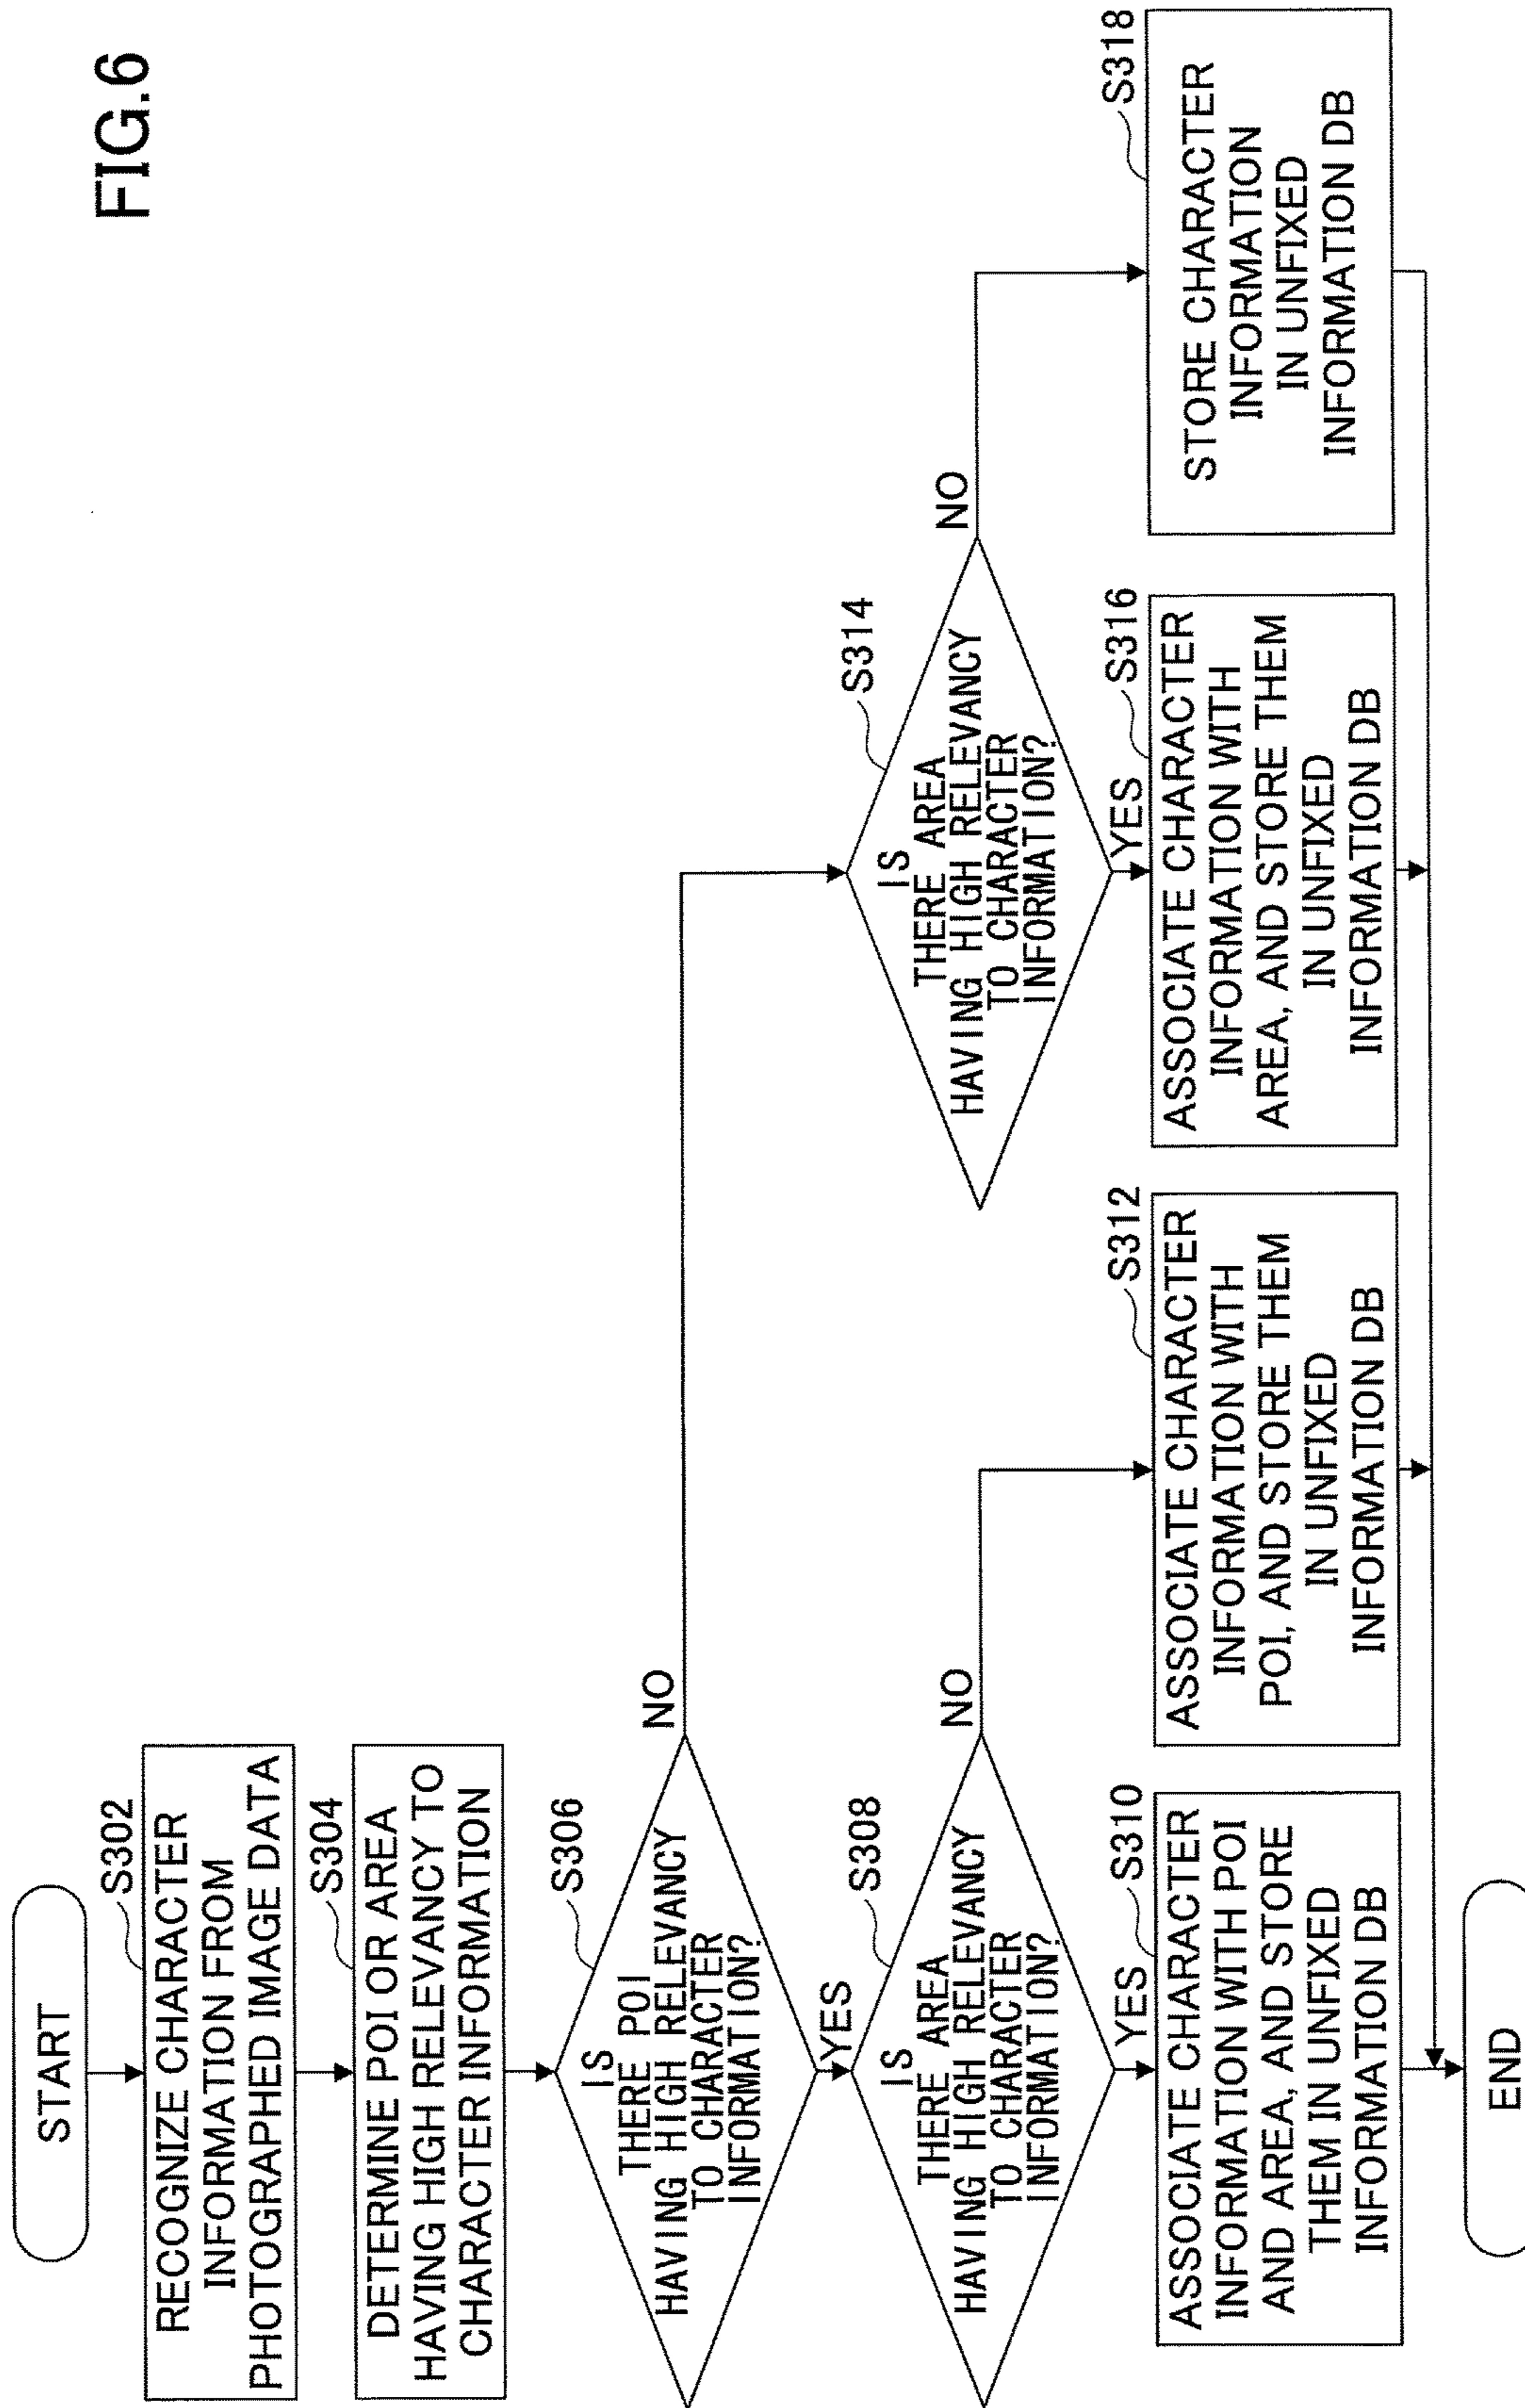 FIG.6
START
S302
RECOGNIZE CHARACTER
INFORMATION FROM
PHOTOGRAPHED IMAGE DATA
S304
DETERMINE POI OR AREA
HAVING HIGH RELEVANCY TO
CHARACTER INFORMATION
S306
IS
THERE POI
HAVING HIGH RELEVANCY
TO CHARACTER
INFORMATION?
NO
YES
S308
IS
THERE AREA
HAVING HIGH RELEVANCY
TO CHARACTER
INFORMATION?
NO
YES
S314
IS
THERE AREA
HAVING HIGH RELEVANCY
TO CHARACTER
INFORMATION?
NO
YES
S310
ASSOCIATE CHARACTER
INFORMATION WITH POI
AND AREA, AND STORE
THEM IN UNFIXED
INFORMATION DB
S312
ASSOCIATE CHARACTER
INFORMATION WITH
POI, AND STORE THEM
IN UNFIXED
INFORMATION DB
S316
ASSOCIATE CHARACTER
INFORMATION WITH
AREA, AND STORE THEM
IN UNFIXED
INFORMATION DB
S318
STORE CHARACTER
INFORMATION
IN UNFIXED
INFORMATION DB
END